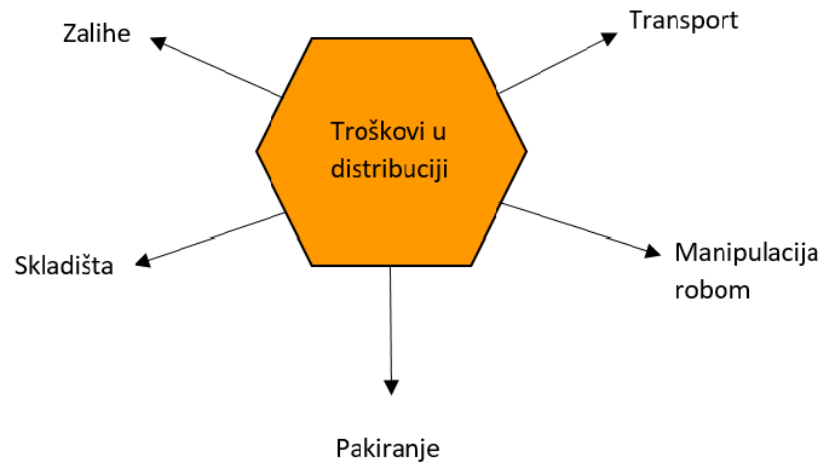 Zalihe
Transport
Troškovi u
distribuciji
Skladišta
Manipulacija
robom
Pakiranje